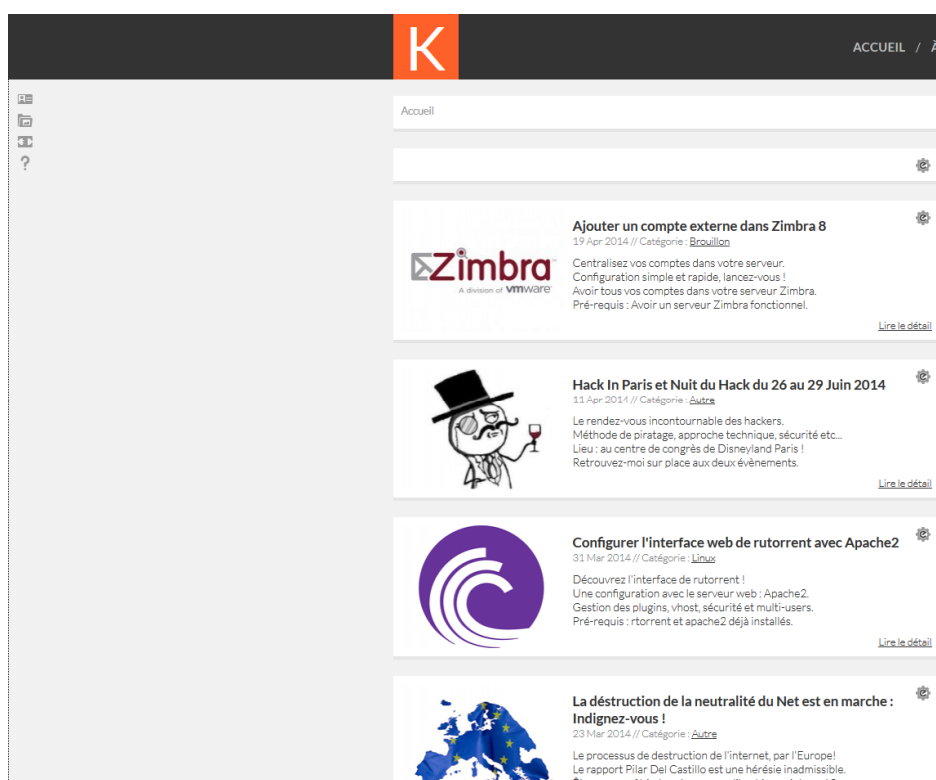 K
ACCUEIL / À
?
Accueil
Zimbra
A division of vmware
Ajouter un compte externe dans Zimbra 8
19 Apr 2014 // Catégorie : Brouillon
Centralisez vos comptes dans votre serveur.
Configuration simple et rapide, lancez-vous !
Avoir tous vos comptes dans votre serveur Zimbra.
Pré-requis : Avoir un serveur Zimbra fonctionnel.
Lire le détail
Hack In Paris et Nuit du Hack du 26 au 29 Juin 2014
11 Apr 2014 // Catégorie : Autre
Le rendez-vous incontournable des hackers.
Méthode de piratage, approche technique, sécurité etc...
Lieu : au centre de congrès de Disneyland Paris !
Retrouvez-moi sur place aux deux évènements.
Lire le détail
Configurer l'interface web de rutorrent avec Apache2
31 Mar 2014 // Catégorie : Linux
Découvrez l'interface de rutorrent !
Une configuration avec le serveur web : Apache2.
Gestion des plugins, vhost, sécurité et multi-users.
Pré-requis : rtorrent et apache2 déjà installés.
Lire le détail
La déstruction de la neutralité du Net est en marche :
Indignez-vous !
23 Mar 2014 // Catégorie : Autre
Le processus de destruction de l'internet, par l'Europe!
Le rapport Pilar Del Castillo est une hérésie inadmissible.